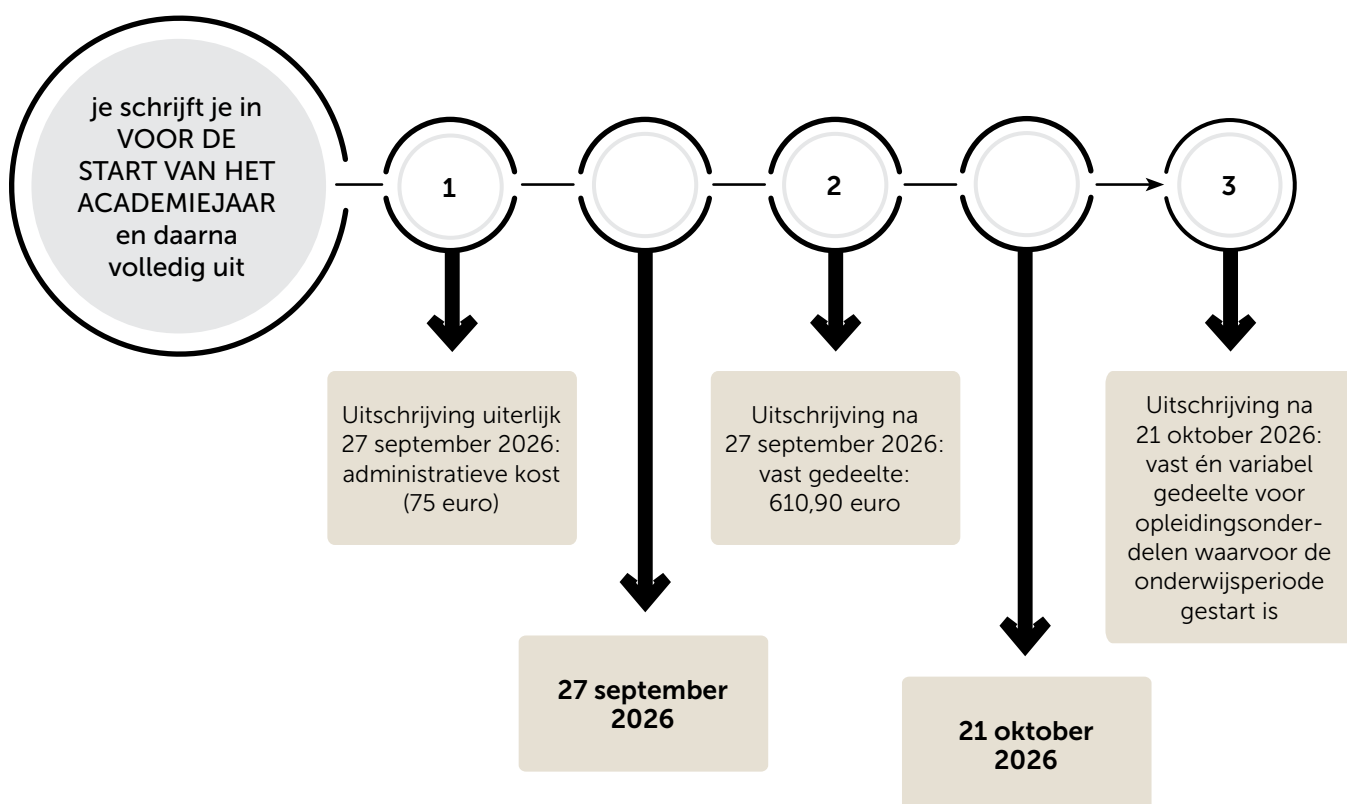 je schrijft je in
VOOR DE
START VAN HET
ACADEMIEJAAR
en daarna
volledig uit
1
2
3
Uitschrijving uiterlijk
27 september 2026:
administratieve kost
(75 euro)
Uitschrijving na
27 september 2026:
vast gedeelte:
610,90 euro
Uitschrijving na
21 oktober 2026:
vast én variabel
gedeelte voor
opleidingsonder-
delen waarvoor de
onderwijsperiode
gestart is
27 september
2026
21 oktober
2026